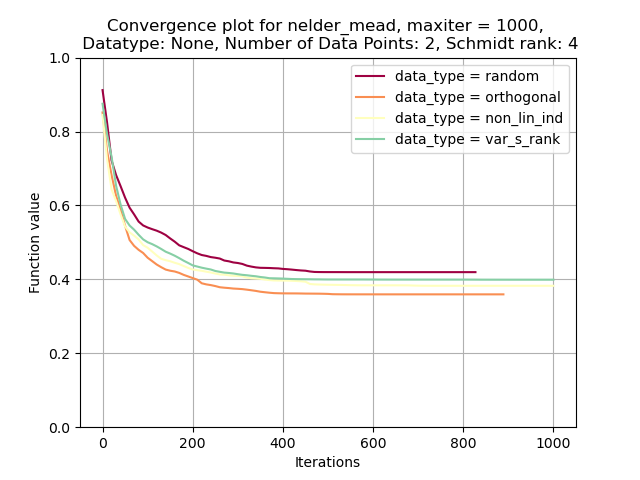 Convergence plot for nelder_mead, maxiter = 1000,
Datatype: None, Number of Data Points: 2, Schmidt rank: 4
data_type = random
data_type = orthogonal
data_type = non_lin_ind
data_type = var_s_rank
Function value
1.0
0.8
0.6
0.4
0.2
0.0
0 200 400 600 800 1000
Iterations